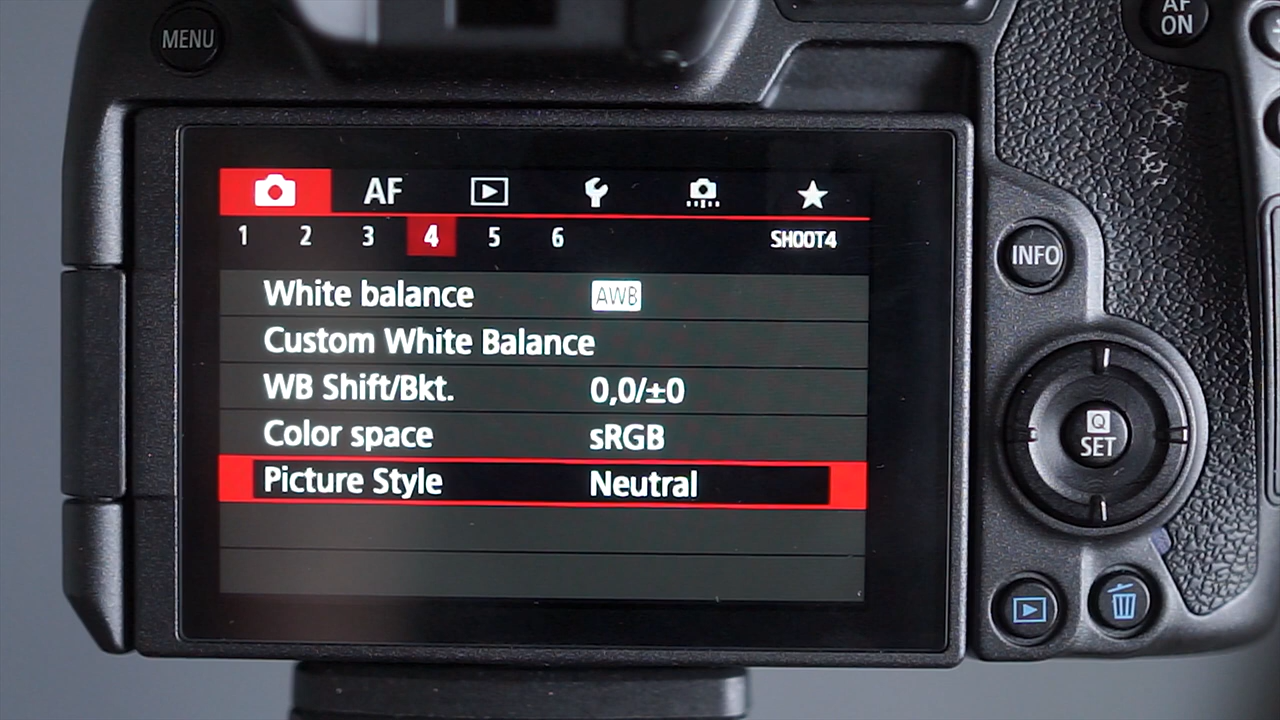 MENU
AF
ON
AF
1 2 3 4 5 6 SHOOT4
White balance AWB
Custom White Balance
WB Shift/Bkt. 0,0/±0
Color space sRGB
Picture Style Neutral
INFO
Q
SET